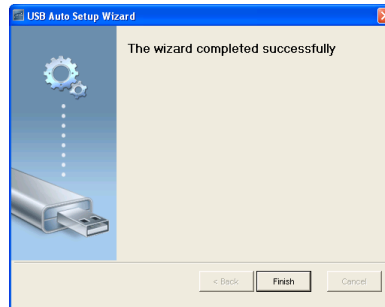 USB Auto Setup Wizard
The wizard completed successfully
< Back Finish Cancel